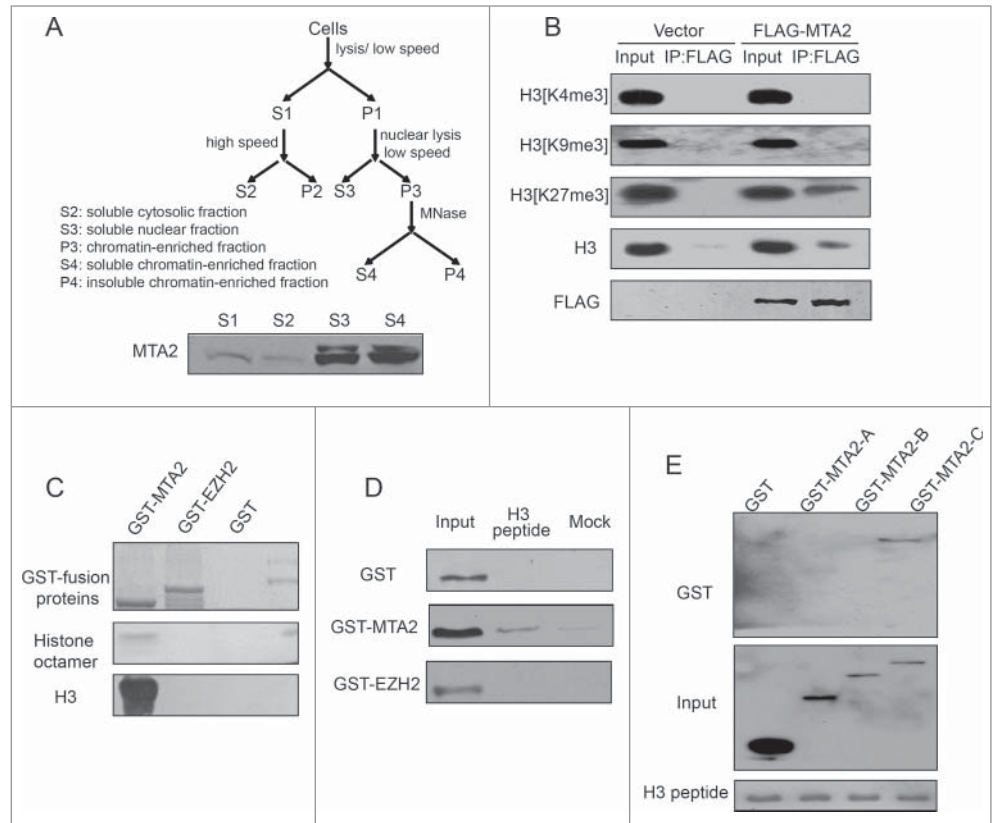 A
Cells
lysis/ low speed
S1 P1
high speed
nuclear lysis
low speed
S2 P2 S3 P3
MNase
S2: soluble cytosolic fraction
S3: soluble nuclear fraction
P3: chromatin-enriched fraction
S4: soluble chromatin-enriched fraction
P4: insoluble chromatin-enriched fraction
S4 P4
S1 S2 S3 S4
MTA2
B
Vector FLAG-MTA2
Input IP:FLAG Input IP:FLAG
H3[K4me3]
H3[K9me3]
H3[K27me3]
H3
FLAG
C
GST-MTA2
GST-EZH2
GST
GST-fusion
proteins
Histone
octamer
H3
D
Input H3 peptide Mock
GST
GST-MTA2
GST-EZH2
E
GST
GST-MTA2-A
GST-MTA2-B
GST-MTA2-C
GST
Input
H3 peptide